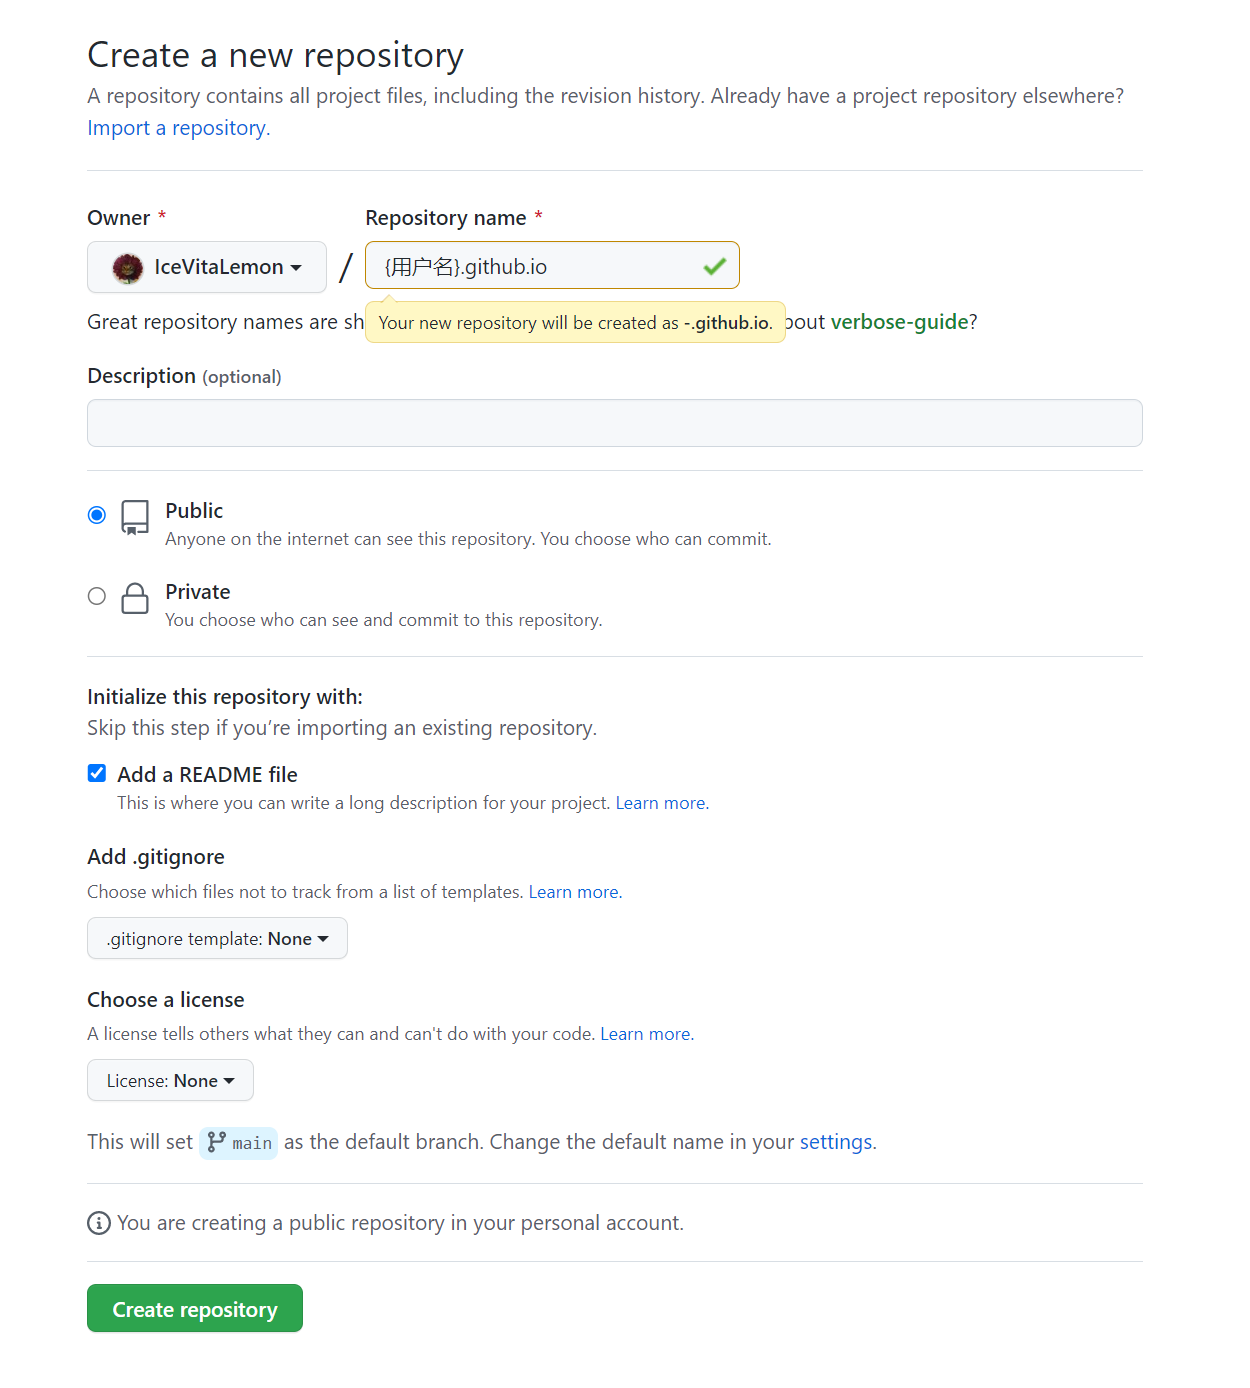 Create a new repository
A repository contains all project files, including the revision history. Already have a project repository elsewhere?
Import a repository.
Owner *
Repository name *
IceVitaLemon
/
{用户名}.github.io
Great repository names are sh
Your new repository will be created as -.github.io.
bout verbose-guide?
Description (optional)
Public
Anyone on the internet can see this repository. You choose who can commit.
Private
You choose who can see and commit to this repository.
Initialize this repository with:
Skip this step if you’re importing an existing repository.
Add a README file
This is where you can write a long description for your project. Learn more.
Add .gitignore
Choose which files not to track from a list of templates. Learn more.
.gitignore template: None
Choose a license
A license tells others what they can and can't do with your code. Learn more.
License: None
This will set main as the default branch. Change the default name in your settings.
You are creating a public repository in your personal account.
Create repository